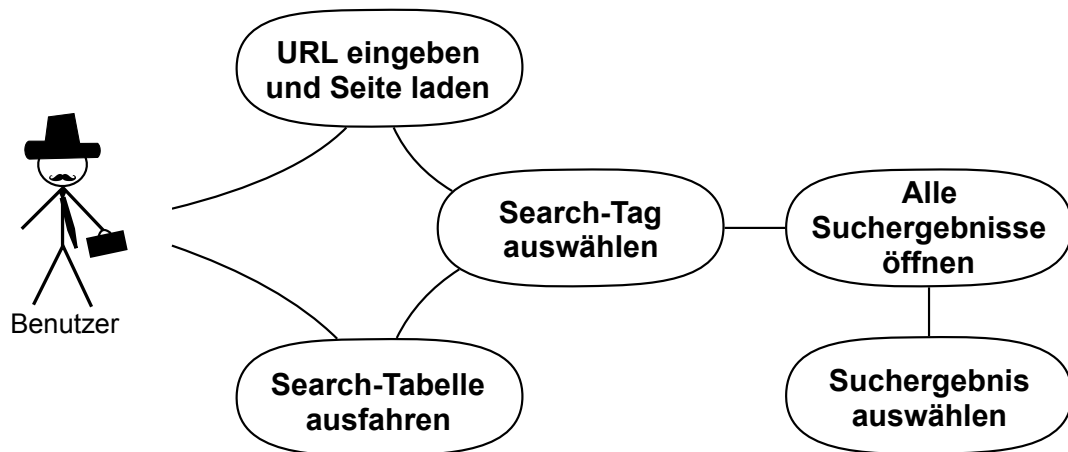 URL eingeben
und Seite laden
Benutzer
Search-Tag
auswählen
Alle
Suchergebnisse
öffnen
Search-Tabelle
ausfahren
Suchergebnis
auswählen